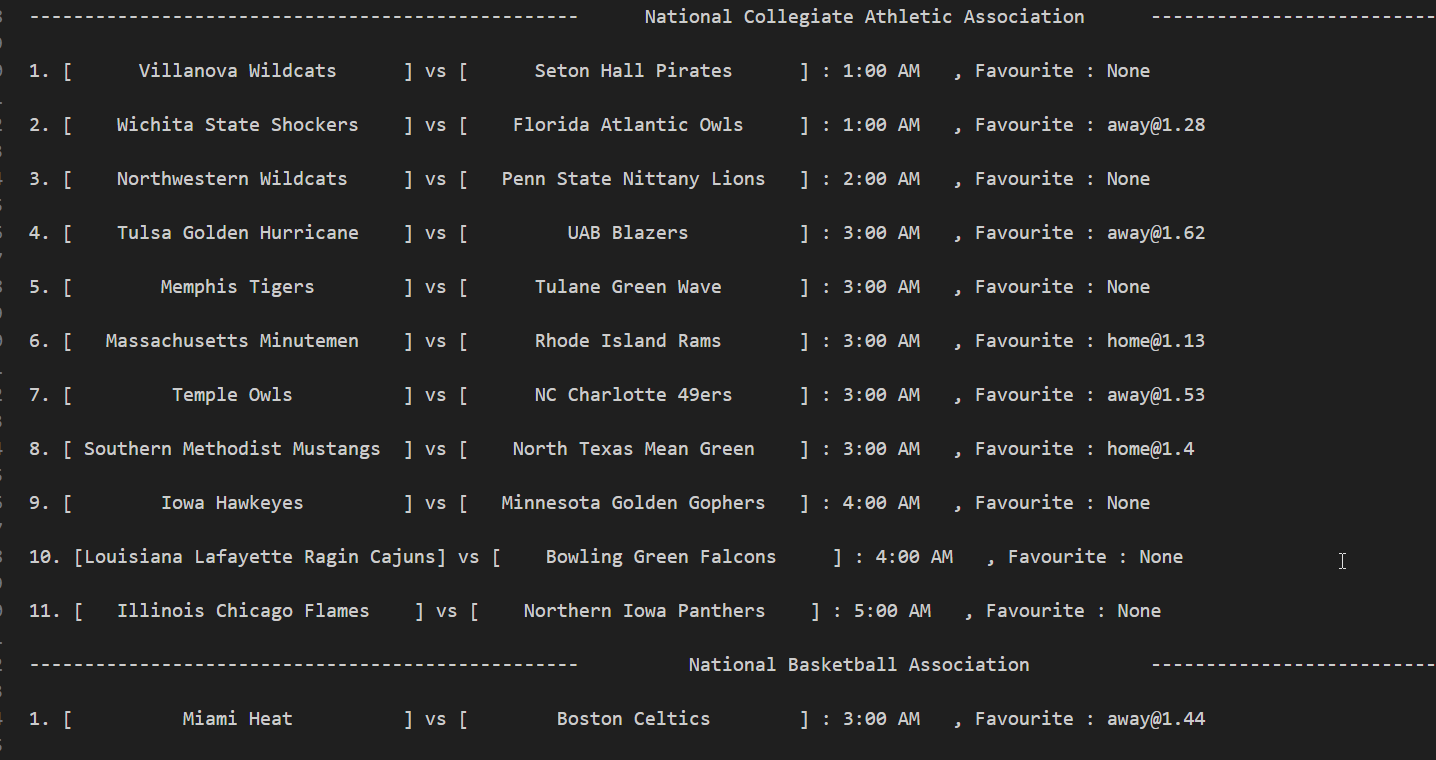 ------------------------------------------------- National Collegiate Athletic Association -------------------------
1. [ Villanova Wildcats ] vs [ Seton Hall Pirates ] : 1:00 AM , Favourite : None
2. [ Wichita State Shockers ] vs [ Florida Atlantic Owls ] : 1:00 AM , Favourite : away@1.28
3. [ Northwestern Wildcats ] vs [ Penn State Nittany Lions ] : 2:00 AM , Favourite : None
4. [ Tulsa Golden Hurricane ] vs [ UAB Blazers ] : 3:00 AM , Favourite : away@1.62
5. [ Memphis Tigers ] vs [ Tulane Green Wave ] : 3:00 AM , Favourite : None
6. [ Massachusetts Minutemen ] vs [ Rhode Island Rams ] : 3:00 AM , Favourite : home@1.13
7. [ Temple Owls ] vs [ NC Charlotte 49ers ] : 3:00 AM , Favourite : away@1.53
8. [ Southern Methodist Mustangs ] vs [ North Texas Mean Green ] : 3:00 AM , Favourite : home@1.4
9. [ Iowa Hawkeyes ] vs [ Minnesota Golden Gophers ] : 4:00 AM , Favourite : None
10. [Louisiana Lafayette Ragin Cajuns] vs [ Bowling Green Falcons ] : 4:00 AM , Favourite : None
11. [ Illinois Chicago Flames ] vs [ Northern Iowa Panthers ] : 5:00 AM , Favourite : None
------------------------------------------------- National Basketball Association -------------------------
1. [ Miami Heat ] vs [ Boston Celtics ] : 3:00 AM , Favourite : away@1.44